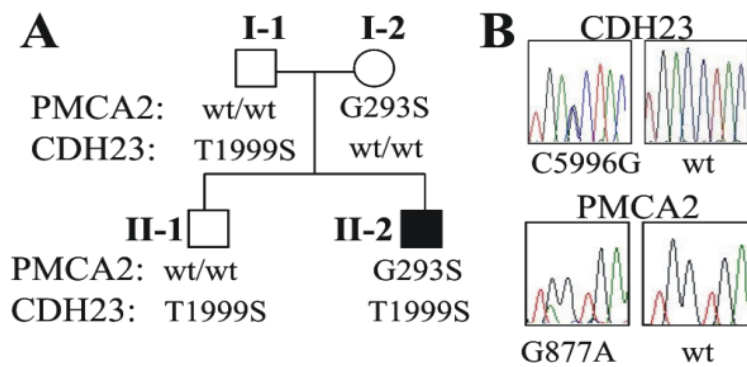 A
I-1 I-2
PMCA2: wt/wt G293S
CDH23: T1999S wt/wt
II-1 II-2
PMCA2: wt/wt G293S
CDH23: T1999S T1999S
B
CDH23
C5996G wt
PMCA2
G877A wt